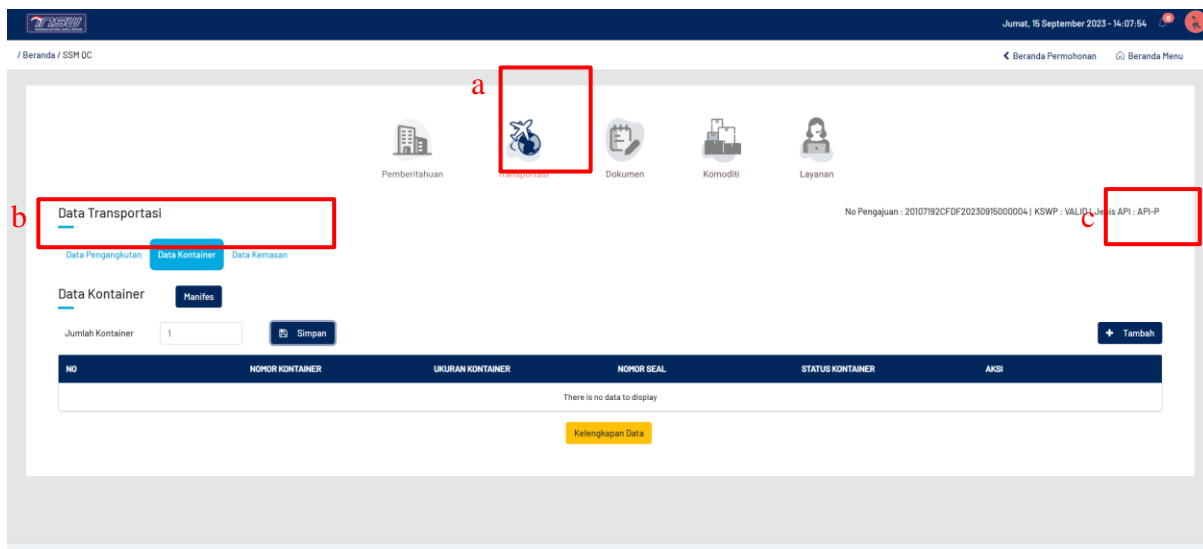 INSW
Jumat, 15 September 2023 - 14:07:54
/ Beranda / SSM QC
Beranda Permohonan Beranda Menu
a
Pemberitahuan Transportasi Dokumen Komoditi Layanan
b
Data Transportasi
No Pengajuan : 20107192CFDF20230915000004 | KSWP : VALID | Jenis API : API-P
c
Data Pengangkutan Data Kontainer Data Kemasan
Data Kontainer Manifes
Jumlah Kontainer 1 Simpan + Tambah
NO NOMOR KONTAINER UKURAN KONTAINER NOMOR SEAL STATUS KONTAINER AKSI
There is no data to display
Kelengkapan Data